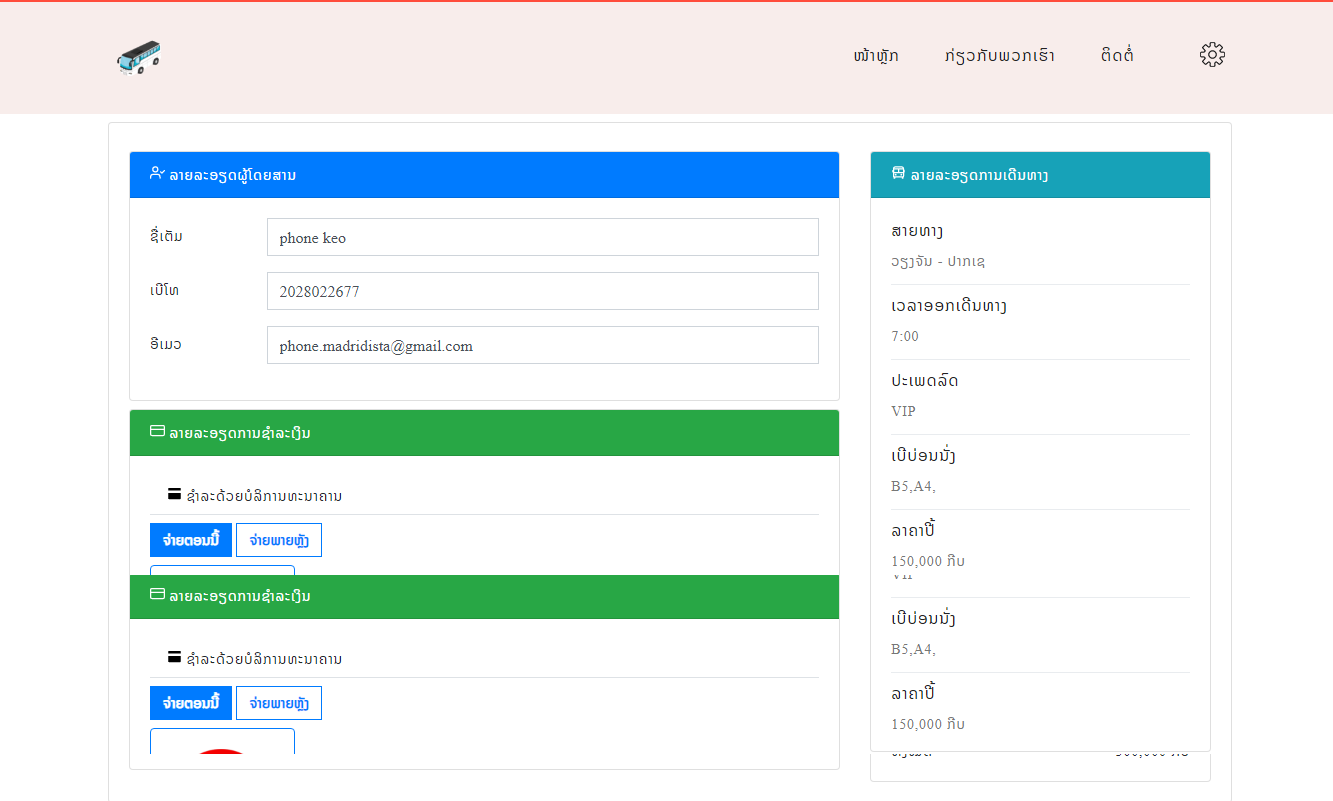 ໜ້າຫຼັກ ກ່ຽວກັບພວກເຮົາ ຕິດຕໍ່
ລາຍລະອຽດຜູ້ໂດຍສານ
ຊື່ເຕັມ phone keo
ເບີໂທ 2028022677
ອີເມວ phone.madridista@gmail.com
ລາຍລະອຽດການຊຳລະເງິນ
ຊຳລະດ້ວຍບໍລິການທະນາຄານ
ຈ່າຍຕອນນີ້ ຈ່າຍພາຍຫຼັງ
ລາຍລະອຽດການຊຳລະເງິນ
ຊຳລະດ້ວຍບໍລິການທະນາຄານ
ຈ່າຍຕອນນີ້ ຈ່າຍພາຍຫຼັງ
ລາຍລະອຽດການເດີນທາງ
ສາຍທາງ
ວຽງຈັນ - ປາກເຊ
ເວລາອອກເດີນທາງ
7:00
ປະເພດລົດ
VIP
ເບີບ່ອນນັ່ງ
B5,A4,
ລາຄາປີ້
150,000 ກີບ
ເບີບ່ອນນັ່ງ
B5,A4,
ລາຄາປີ້
150,000 ກີບ